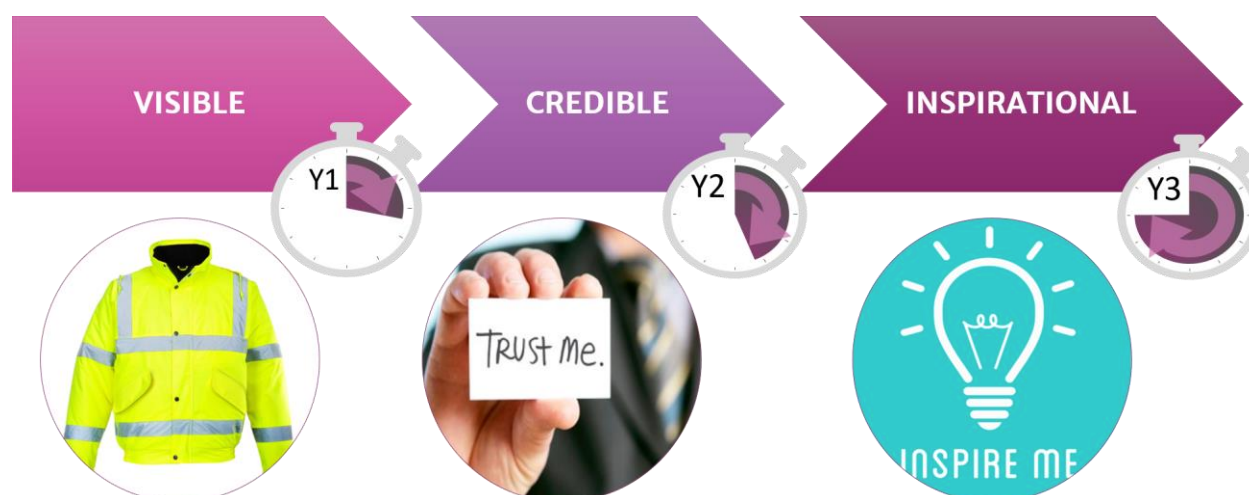 VISIBLE
CREDIBLE
INSPIRATIONAL
Y1
Y2
Y3
TRUST Me.
INSPIRE ME